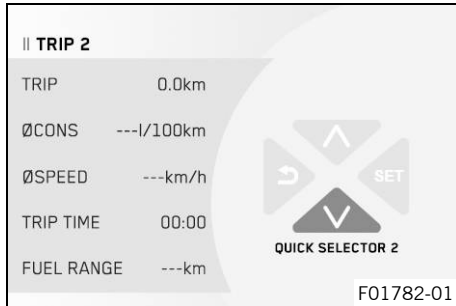 TRIP 2
TRIP 0.0km
ØCONS ---l/100km
ØSPEED ---km/h
TRIP TIME 00:00
FUEL RANGE ---km
SET
QUICK SELECTOR 2
F01782-01